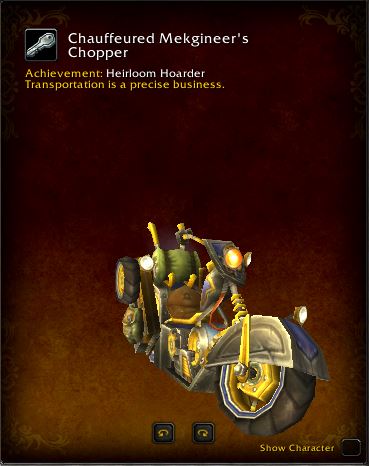 Chauffeured Mekgineer's
Chopper
Achievement: Heirloom Hoarder
Transportation is a precise business.
Show Character